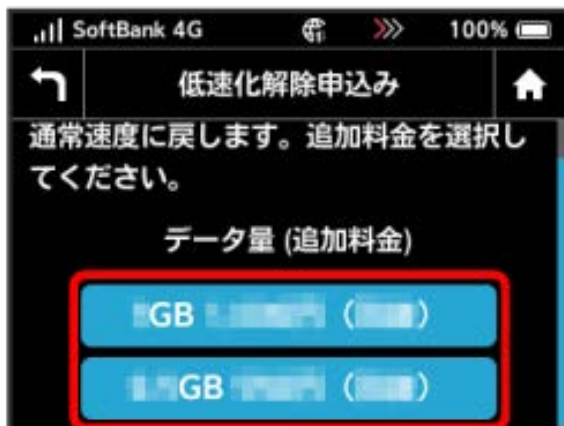 SoftBank 4G 100%
低速化解除申込み
通常速度に戻します。追加料金を選択し
てください。
データ量 (追加料金)
GB ( )
GB ( )